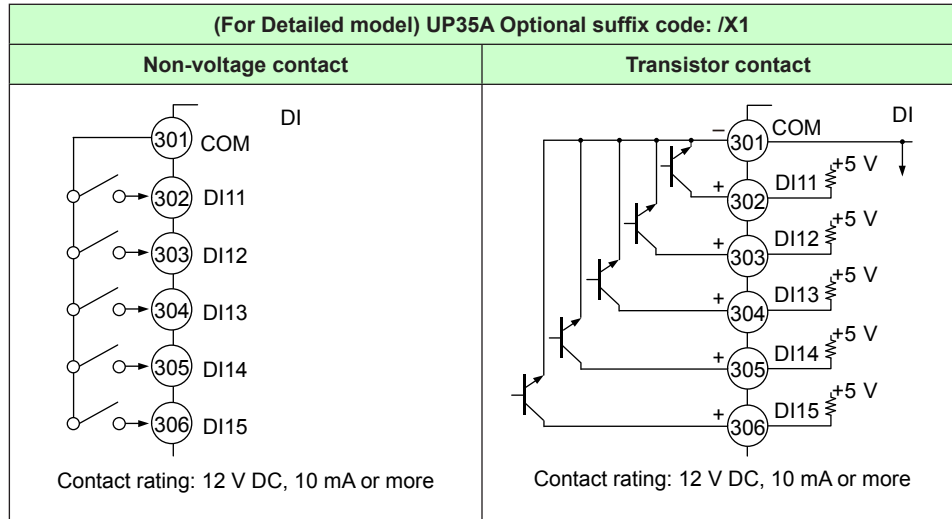 (For Detailed model) UP35A Optional suffix code: /X1
Non-voltage contact
Transistor contact
DI
301
COM
302
DI11
303
DI12
304
DI13
305
DI14
306
DI15
Contact rating: 12 V DC, 10 mA or more
DI
–
301
COM
+5 V
+
302
DI11
+5 V
+
303
DI12
+5 V
+
304
DI13
+5 V
+
305
DI14
+5 V
+
306
DI15
Contact rating: 12 V DC, 10 mA or more